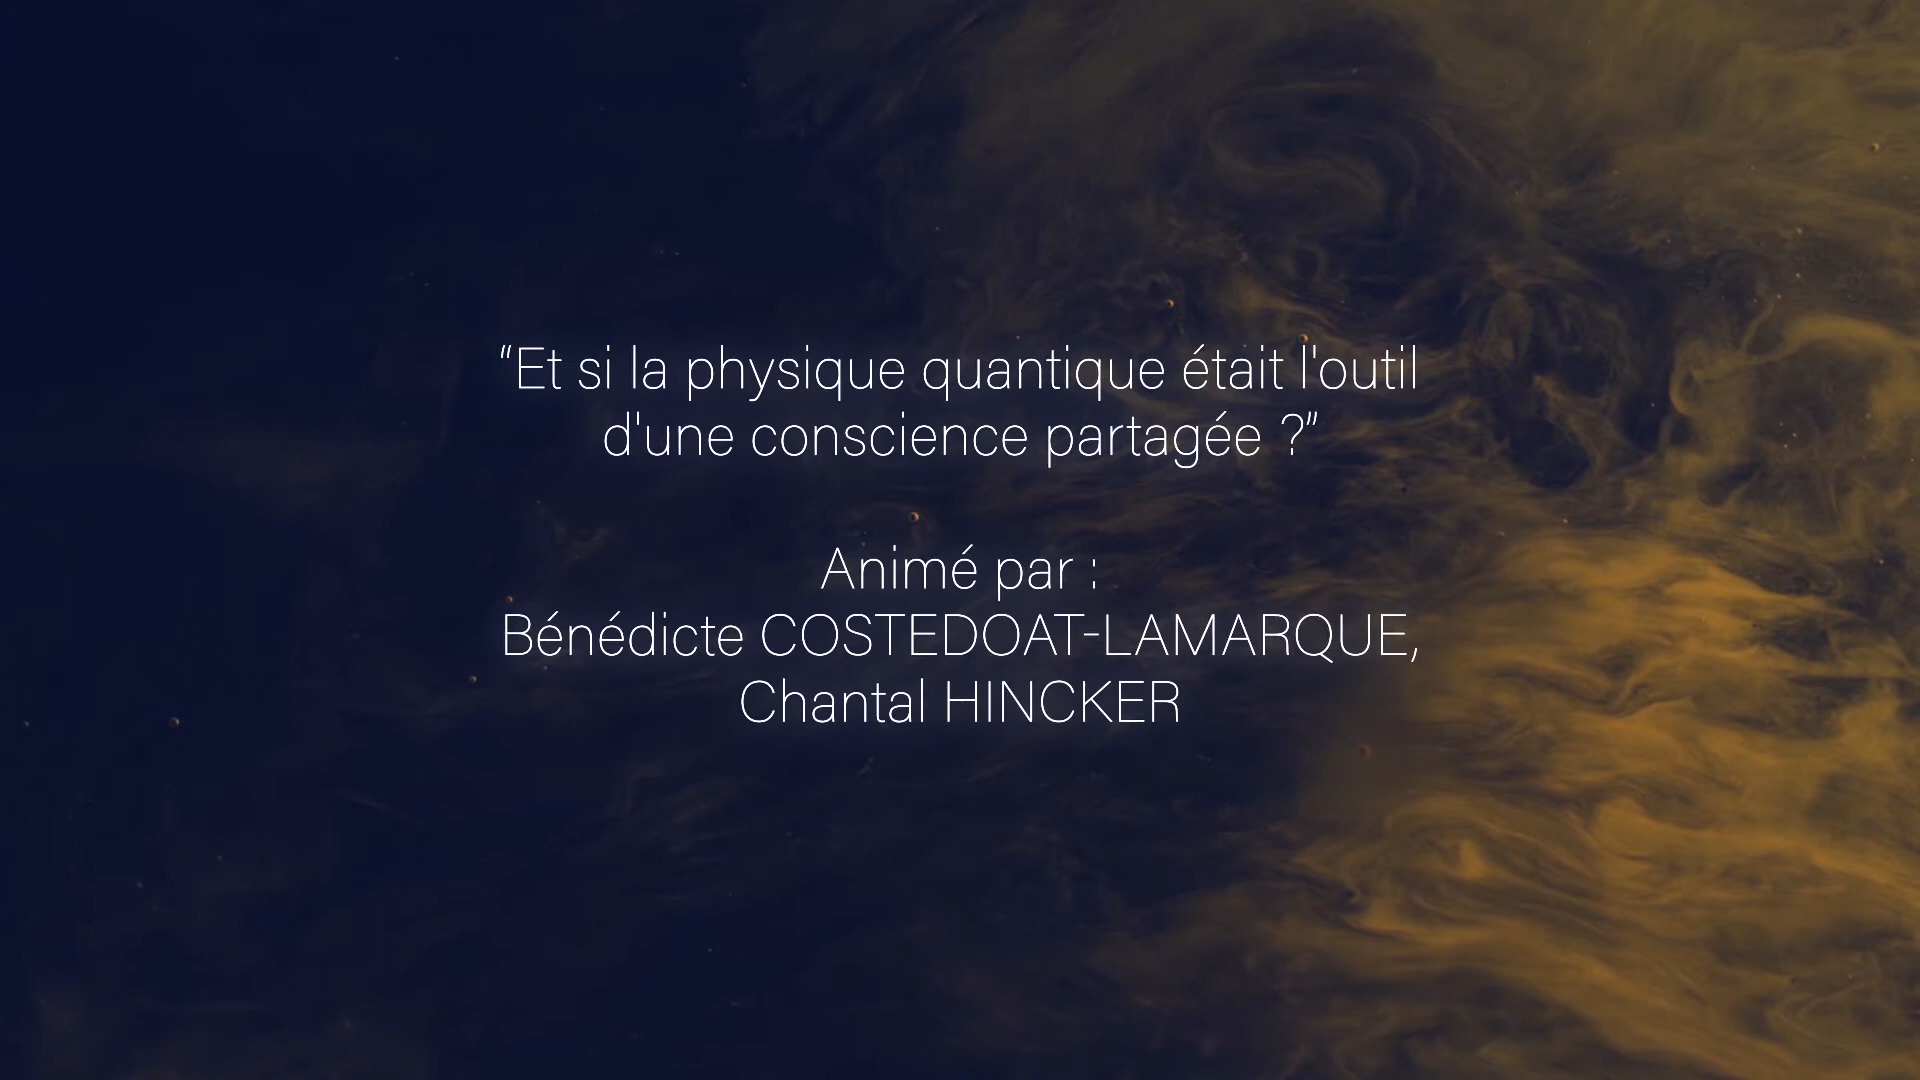 "Et si la physique quantique était l'outil
d'une conscience partagée ?"
Animé par :
Bénédicte COSTEDOAT-LAMARQUE,
Chantal HINCKER